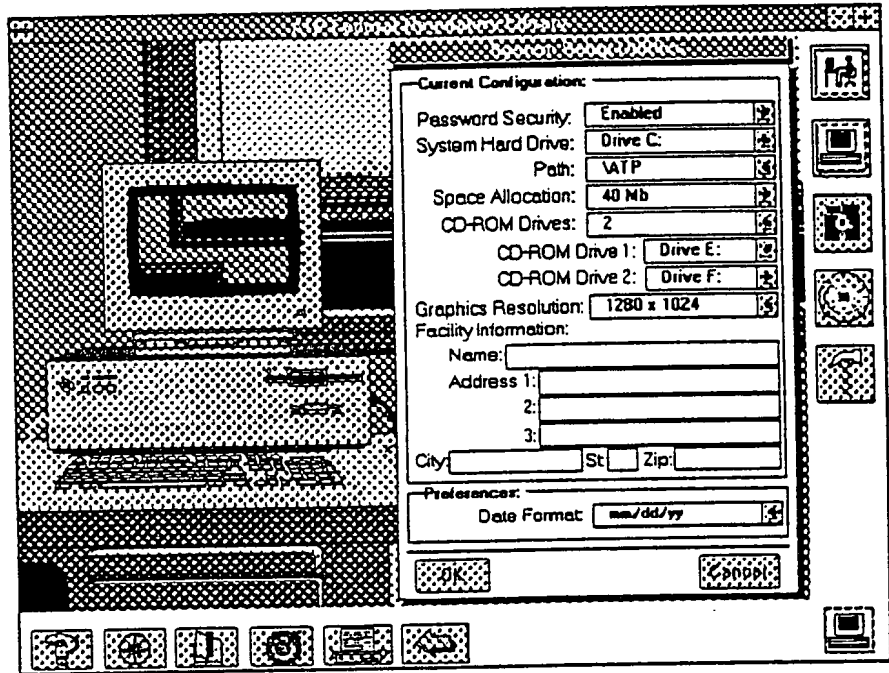 Current Configuration:
Password Security: Enabled
System Hard Drive: Drive C:
Path: \ATP
Space Allocation: 40 Mb
CD-ROM Drives: 2
CD-ROM Drive 1: Drive E:
CD-ROM Drive 2: Drive F:
Graphics Resolution: 1280 x 1024
Facility Information:
Name:
Address 1:
2:
3:
City: St: Zip:
Preferences:
Date Format: mm/dd/yy
OK Cancel